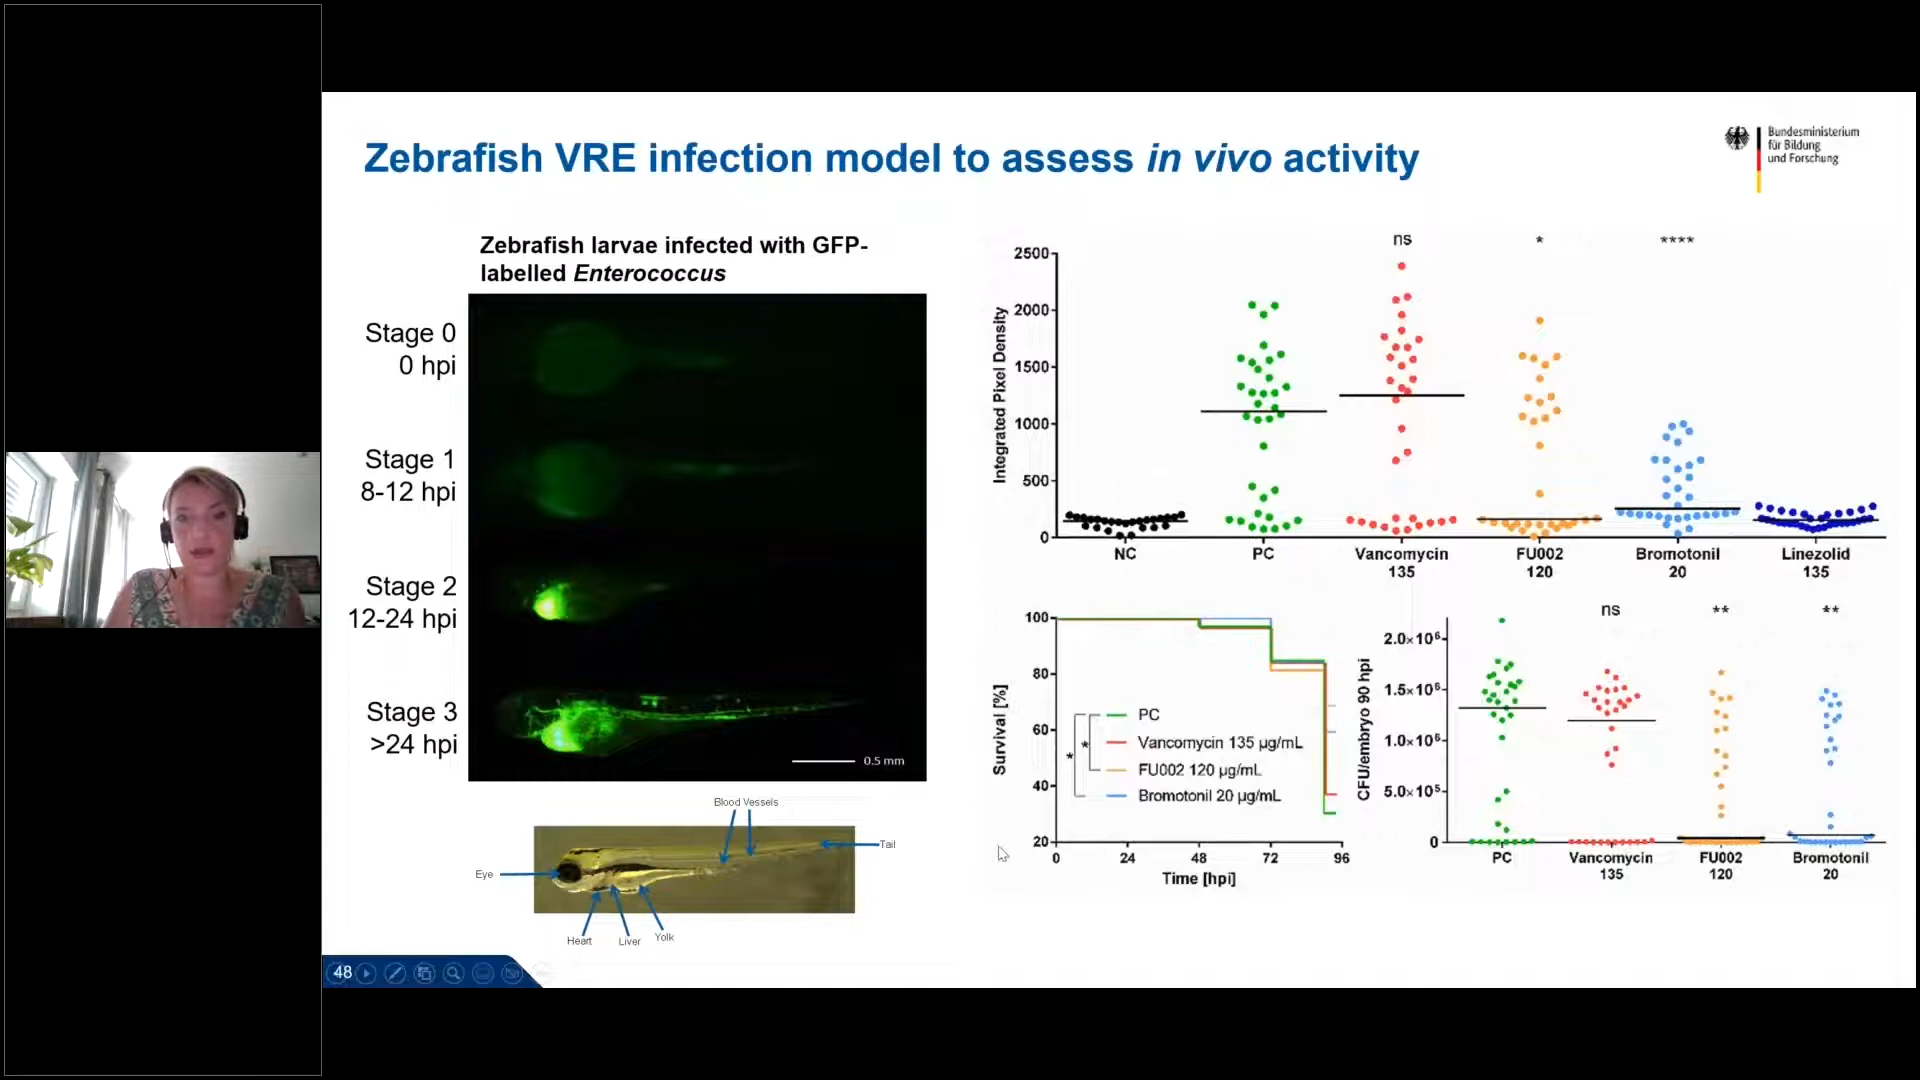 Zebrafish VRE infection model to assess in vivo activity
Bundesministerium
für Bildung
und Forschung
Zebrafish larvae infected with GFP-
labelled Enterococcus
Stage 0
0 hpi
Stage 1
8-12 hpi
Stage 2
12-24 hpi
Stage 3
>24 hpi
0.5 mm
Blood Vessels
Tail
Eye
Heart
Liver
Yolk
Integrated Pixel Density
2500
2000
1500
1000
500
0
ns
*
****
NC
PC
Vancomycin
135
FU002
120
Bromotonil
20
Linezolid
135
Survival [%]
100
80
60
40
20
* *
PC
Vancomycin 135 µg/mL
FU002 120 µg/mL
Bromotonil 20 µg/mL
0 24 48 72 96
Time [hpi]
CFU/embryo 90 hpi
2.0×10⁶
1.5×10⁶
1.0×10⁶
5.0×10⁵
0
ns
**
**
PC
Vancomycin
135
FU002
120
Bromotonil
20
48